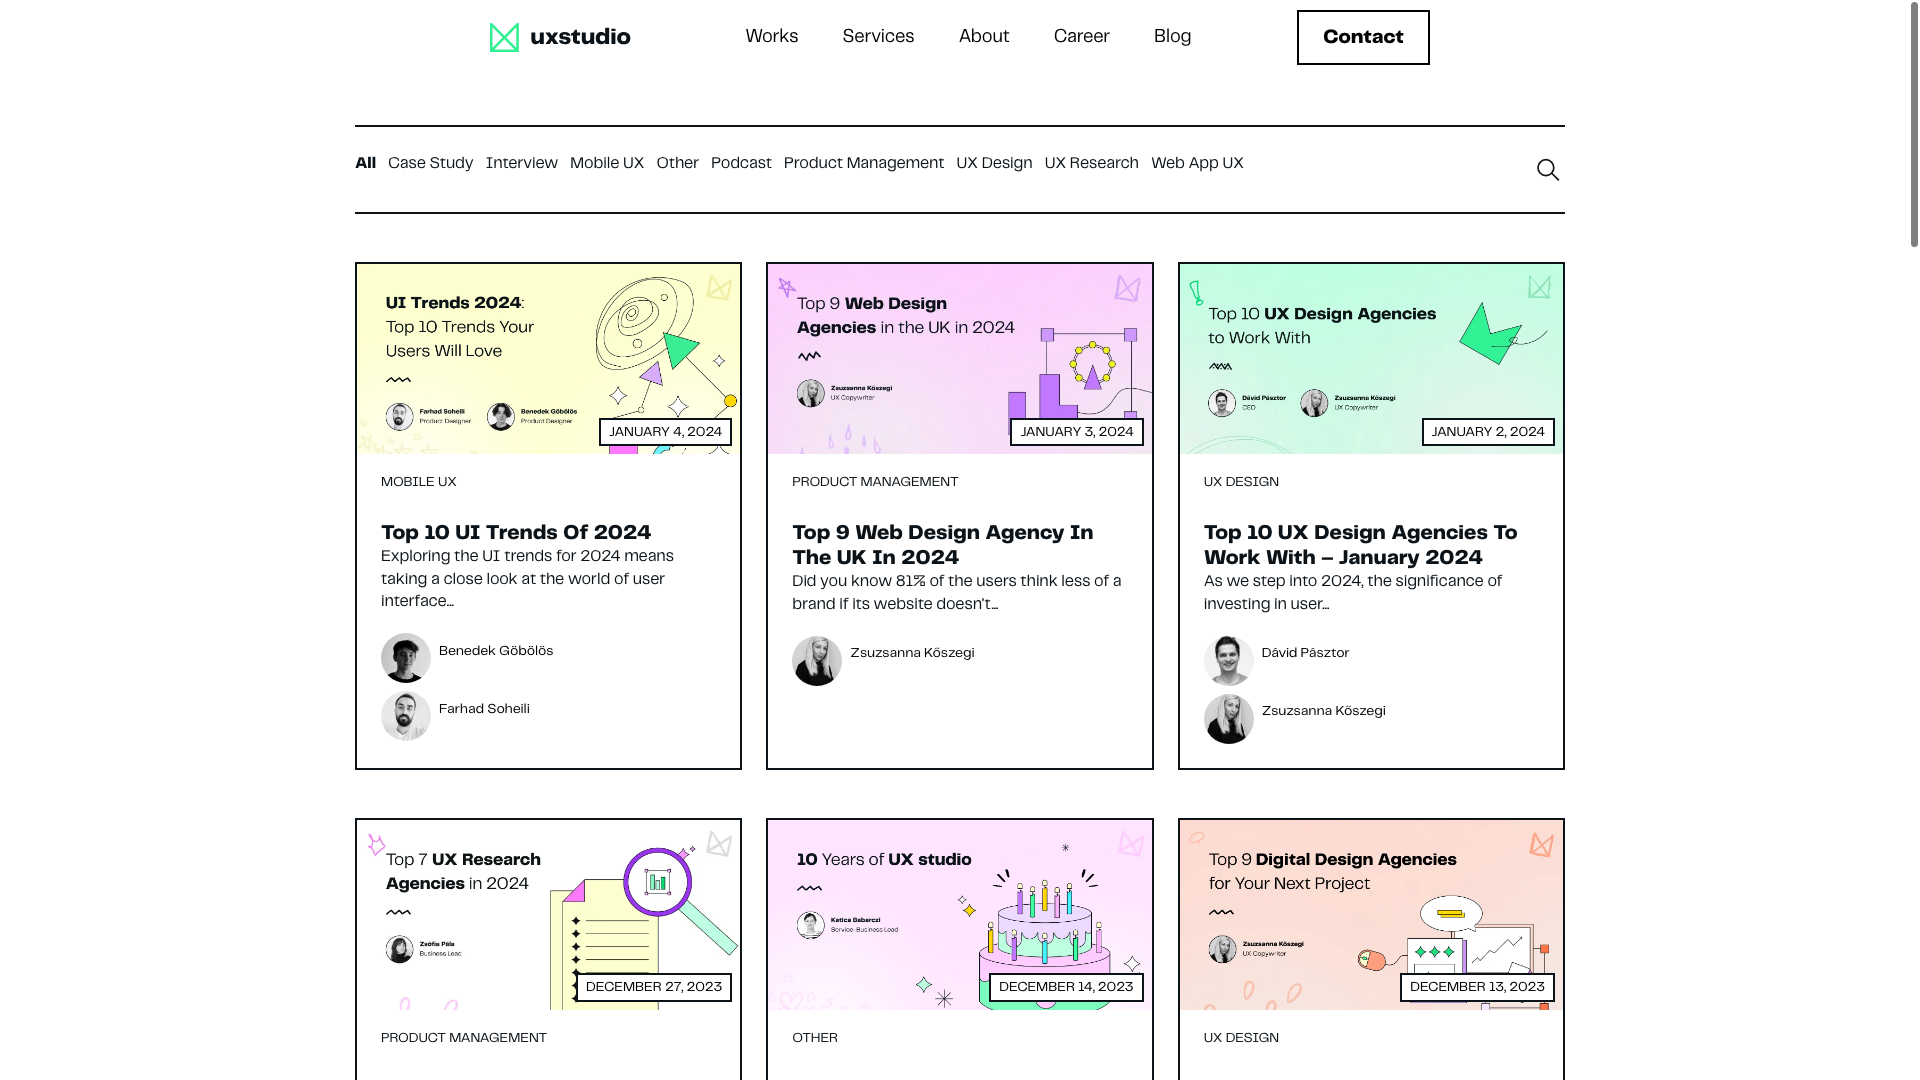 uxstudio
Works
Services
About
Career
Blog
Contact
All
Case Study
Interview
Mobile UX
Other
Podcast
Product Management
UX Design
UX Research
Web App UX
UI Trends 2024:
Top 10 Trends Your
Users Will Love
Farhad Soheili
Product Designer
Benedek Göbölös
Product Designer
JANUARY 4, 2024
MOBILE UX
Top 10 UI Trends Of 2024
Exploring the UI trends for 2024 means
taking a close look at the world of user
interface...
Benedek Göbölös
Farhad Soheili
Top 9 Web Design
Agencies in the UK in 2024
Zsuzsanna Kőszegi
UX Copywriter
JANUARY 3, 2024
PRODUCT MANAGEMENT
Top 9 Web Design Agency In
The UK In 2024
Did you know 81% of the users think less of a
brand if its website doesn't...
Zsuzsanna Kőszegi
Top 10 UX Design Agencies
to Work With
Dávid Pásztor
CEO
Zsuzsanna Kőszegi
UX Copywriter
JANUARY 2, 2024
UX DESIGN
Top 10 UX Design Agencies To
Work With – January 2024
As we step into 2024, the significance of
investing in user...
Dávid Pásztor
Zsuzsanna Kőszegi
Top 7 UX Research
Agencies in 2024
Zsófia Pála
Business Lead
DECEMBER 27, 2023
PRODUCT MANAGEMENT
10 Years of UX studio
Katica Babarczi
Service-Business Lead
DECEMBER 14, 2023
OTHER
Top 9 Digital Design Agencies
for Your Next Project
Zsuzsanna Kőszegi
UX Copywriter
DECEMBER 13, 2023
UX DESIGN